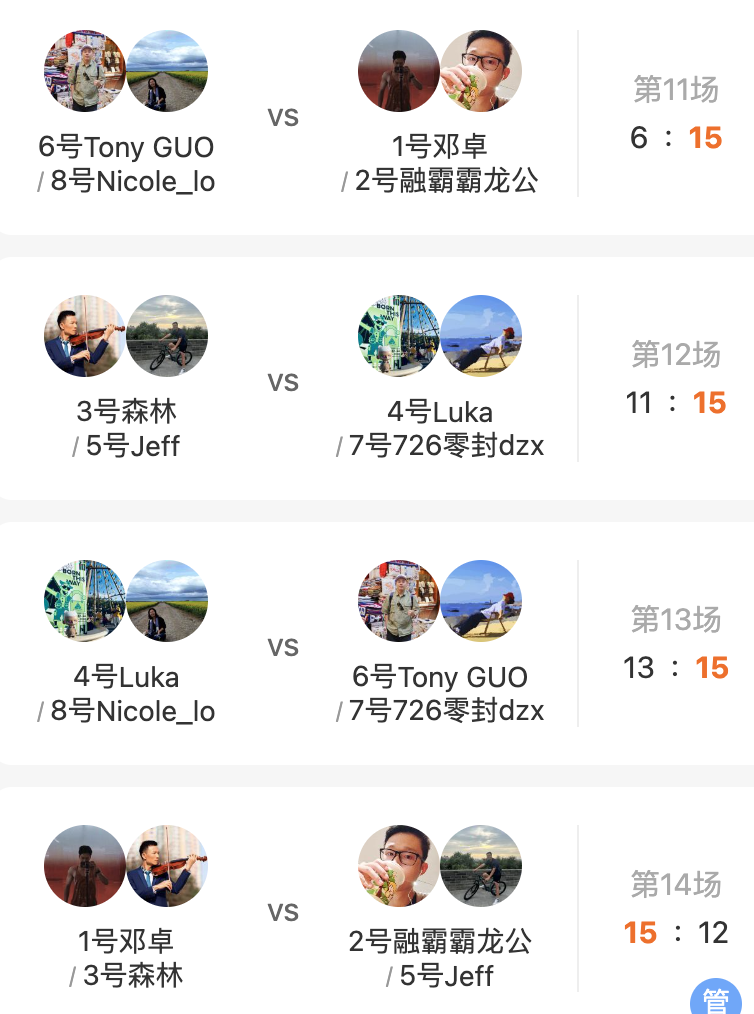 6号Tony GUO
/ 8号Nicole_lo
vs
1号邓卓
/ 2号融霸霸龙公
第11场
6 : 15
3号森林
/ 5号Jeff
vs
BORN THIS WAY
4号Luka
/ 7号726零封dzx
第12场
11 : 15
BORN THIS WAY
4号Luka
/ 8号Nicole_lo
vs
6号Tony GUO
/ 7号726零封dzx
第13场
13 : 15
1号邓卓
/ 3号森林
vs
2号融霸霸龙公
/ 5号Jeff
第14场
15 : 12
管